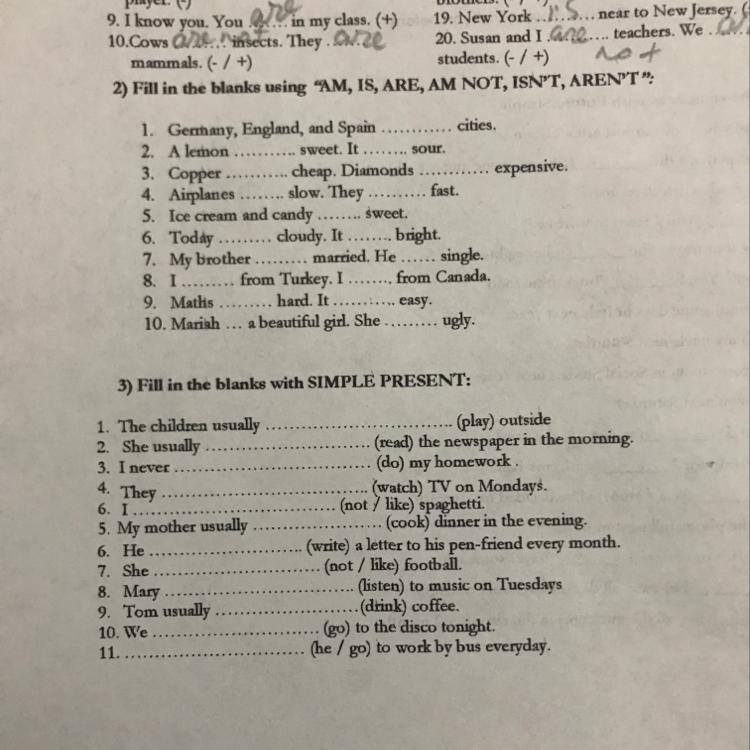 player. (-)
9. I know you. You are in my class. (+)
10.Cows are not insects. They are
mammals. (- / +)
19. New York ..is... near to New Jersey. (
20. Susan and I .are.... teachers. We .
not
students. (- / +)
2) Fill in the blanks using “AM, IS, ARE, AM NOT, ISN'T, AREN'T ”:
1. Germany, England, and Spain ............ cities.
2. A lemon ........... sweet. It ........ sour.
3. Copper ........... cheap. Diamonds ............ expensive.
4. Airplanes ........ slow. They .......... fast.
5. Ice cream and candy ........ sweet.
6. Today ......... cloudy. It ........ bright.
7. My brother ......... married. He ...... single.
8. I ......... from Turkey. I ........ from Canada.
9. Maths ......... hard. It ............ easy.
10. Mariah ... a beautiful girl. She ......... ugly.
3) Fill in the blanks with SIMPLE PRESENT:
1. The children usually .................................. (play) outside
2. She usually .............................. (read) the newspaper in the morning.
3. I never .................................... (do) my homework .
4. They ...................................... (watch) TV on Mondays.
6. I ..................................... (not / like) spaghetti.
5. My mother usually ........................ (cook) dinner in the evening.
6. He ............................ (write) a letter to his pen-friend every month.
7. She .............................. (not / like) football.
8. Mary ................................... (listen) to music on Tuesdays
9. Tom usually .......................... (drink) coffee.
10. We .............................. (go) to the disco tonight.
11. ................................. (he / go) to work by bus everyday.